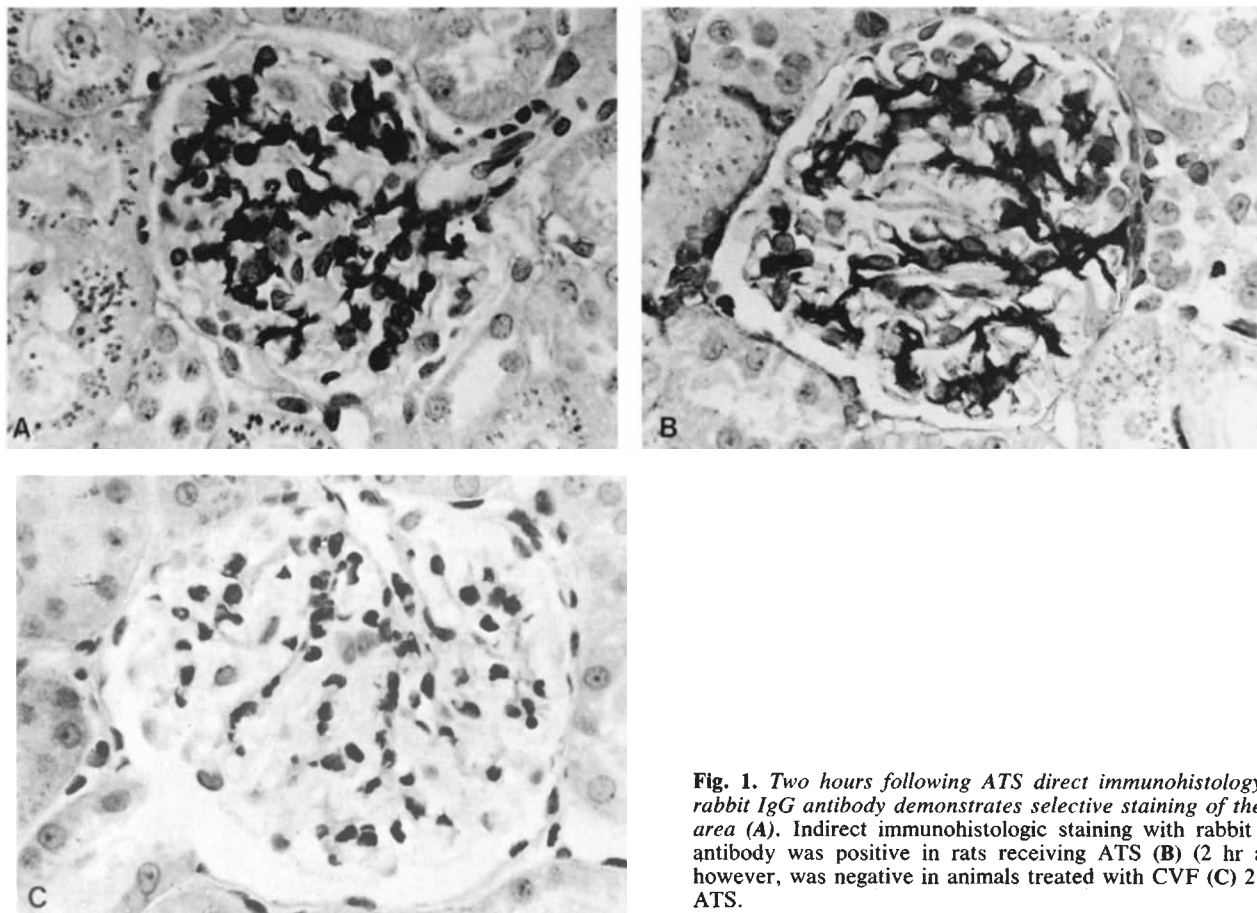 A
B
C
Fig. 1. Two hours following ATS direct immunohistology
rabbit IgG antibody demonstrates selective staining of the
area (A). Indirect immunohistologic staining with rabbit
antibody was positive in rats receiving ATS (B) (2 hr
however, was negative in animals treated with CVF (C) 2
ATS.